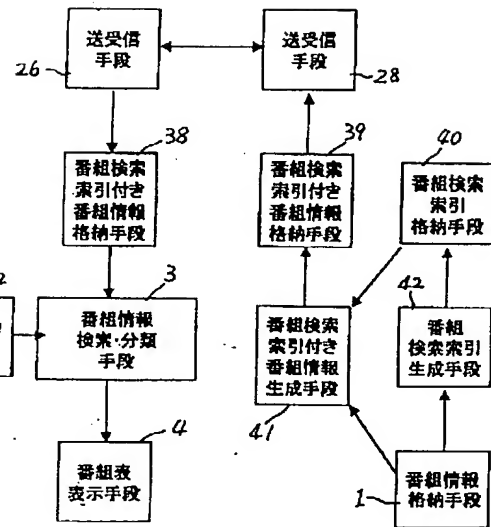 送受信
手段
26
送受信
手段
28
38
番組検索
索引付き
番組情報
格納手段
39
番組検索
索引付き
番組情報
格納手段
40
番組検索
索引
格納手段
3
番組情報
検索・分類
手段
番組検索
索引付き
番組情報
生成手段
41
42
番組
検索索引
生成手段
4
番組表
表示手段
1
番組情報
格納手段